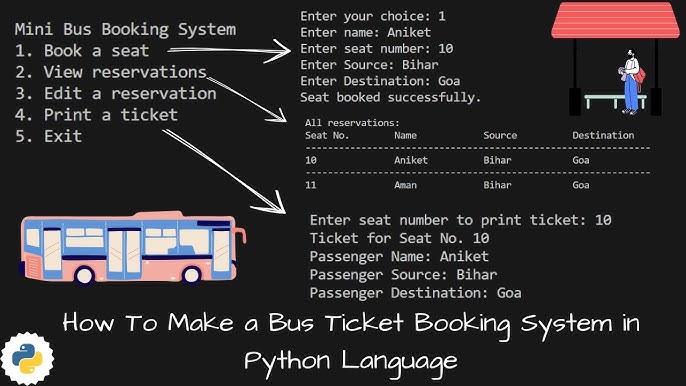 Mini Bus Booking System
1. Book a seat
2. View reservations
3. Edit a reservation
4. Print a ticket
5. Exit
Enter your choice: 1
Enter name: Aniket
Enter seat number: 10
Enter Source: Bihar
Enter Destination: Goa
Seat booked successfully.
All reservations:
Seat No. Name Source Destination
10 Aniket Bihar Goa
11 Aman Bihar Goa
Enter seat number to print ticket: 10
Ticket for Seat No. 10
Passenger Name: Aniket
Passenger Source: Bihar
Passenger Destination: Goa
How To Make a Bus Ticket Booking System in
Python Language